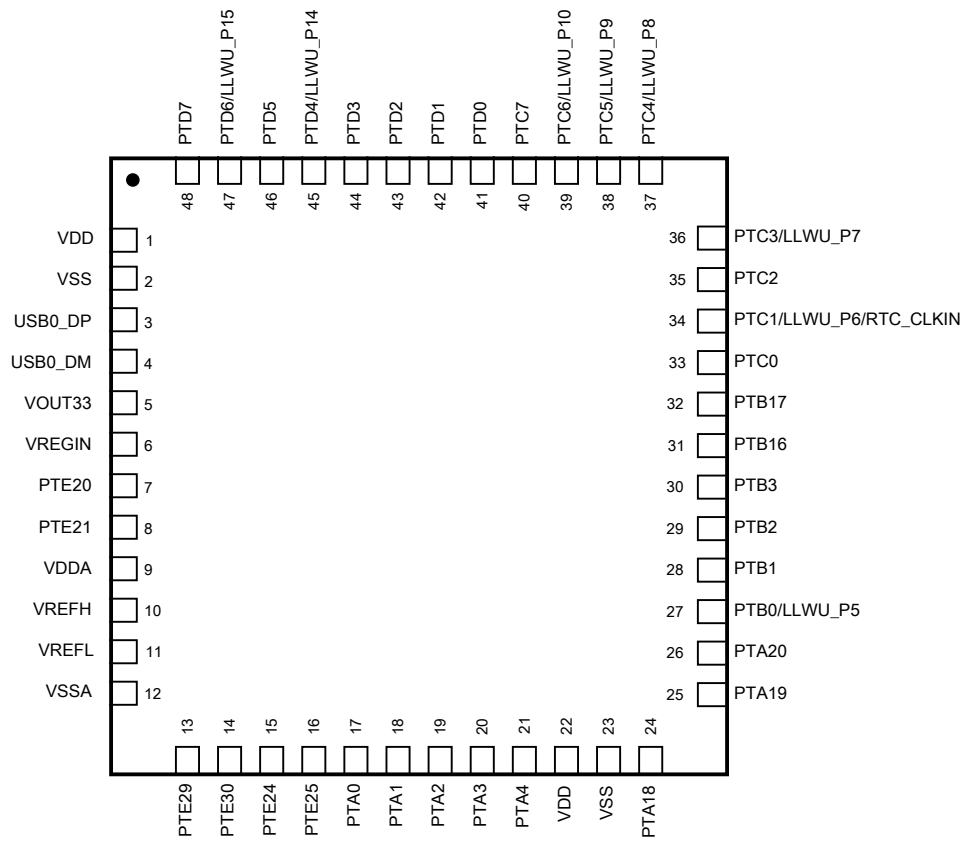 PTD7
PTD6/LLWU_P15
PTD5
PTD4/LLWU_P14
PTD3
PTD2
PTD1
PTD0
PTC7
PTC6/LLWU_P10
PTC5/LLWU_P9
PTC4/LLWU_P8
48
47
46
45
44
43
42
41
40
39
38
37
VDD 1
VSS 2
USB0_DP 3
USB0_DM 4
VOUT33 5
VREGIN 6
PTE20 7
PTE21 8
VDDA 9
VREFH 10
VREFL 11
VSSA 12
36 PTC3/LLWU_P7
35 PTC2
34 PTC1/LLWU_P6/RTC_CLKIN
33 PTC0
32 PTB17
31 PTB16
30 PTB3
29 PTB2
28 PTB1
27 PTB0/LLWU_P5
26 PTA20
25 PTA19
13
14
15
16
17
18
19
20
21
22
23
24
PTE29
PTE30
PTE24
PTE25
PTA0
PTA1
PTA2
PTA3
PTA4
VDD
VSS
PTA18